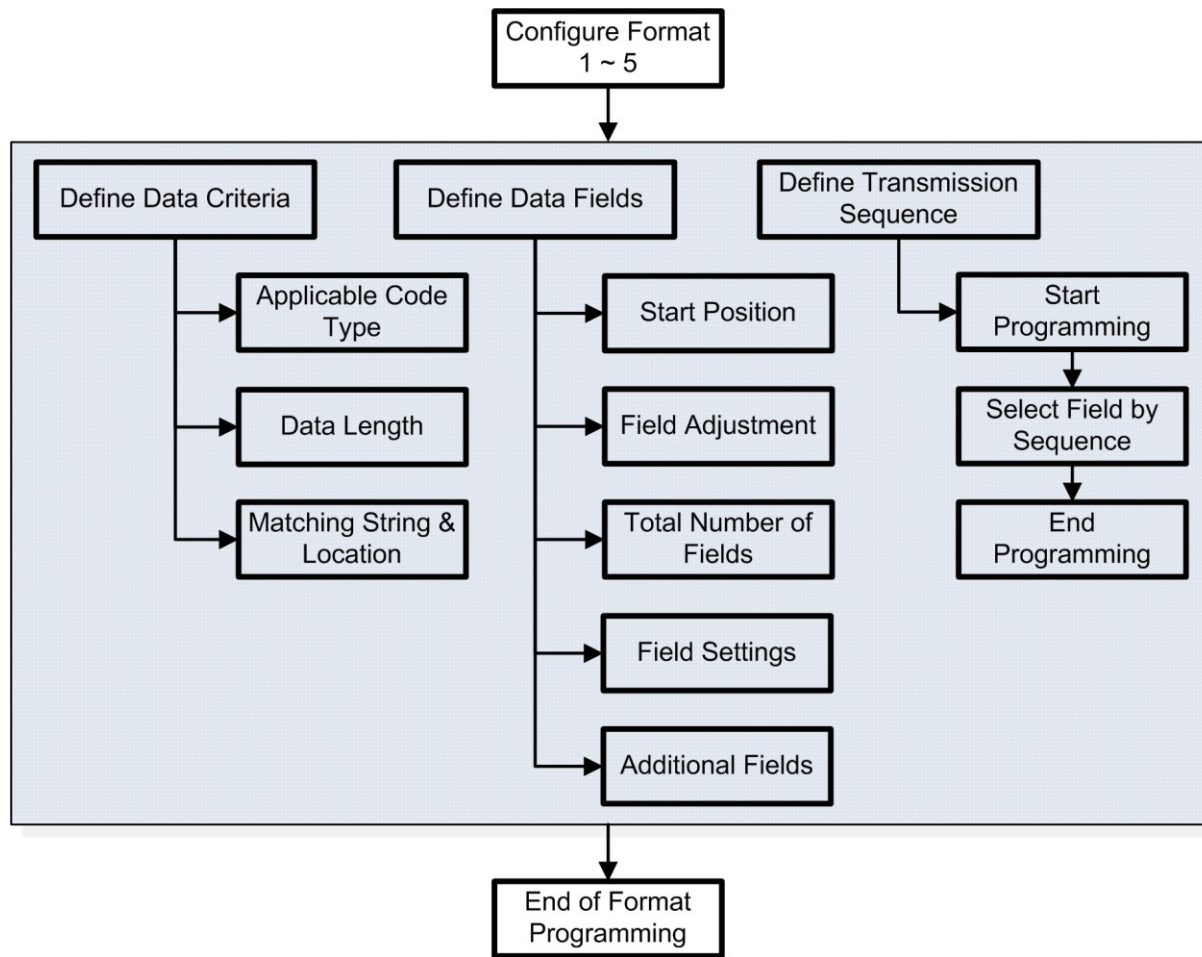 Configure Format
1 ~ 5
Define Data Criteria
Applicable Code
Type
Data Length
Matching String &
Location
Define Data Fields
Start Position
Field Adjustment
Total Number of
Fields
Field Settings
Additional Fields
Define Transmission
Sequence
Start
Programming
Select Field by
Sequence
End
Programming
End of Format
Programming